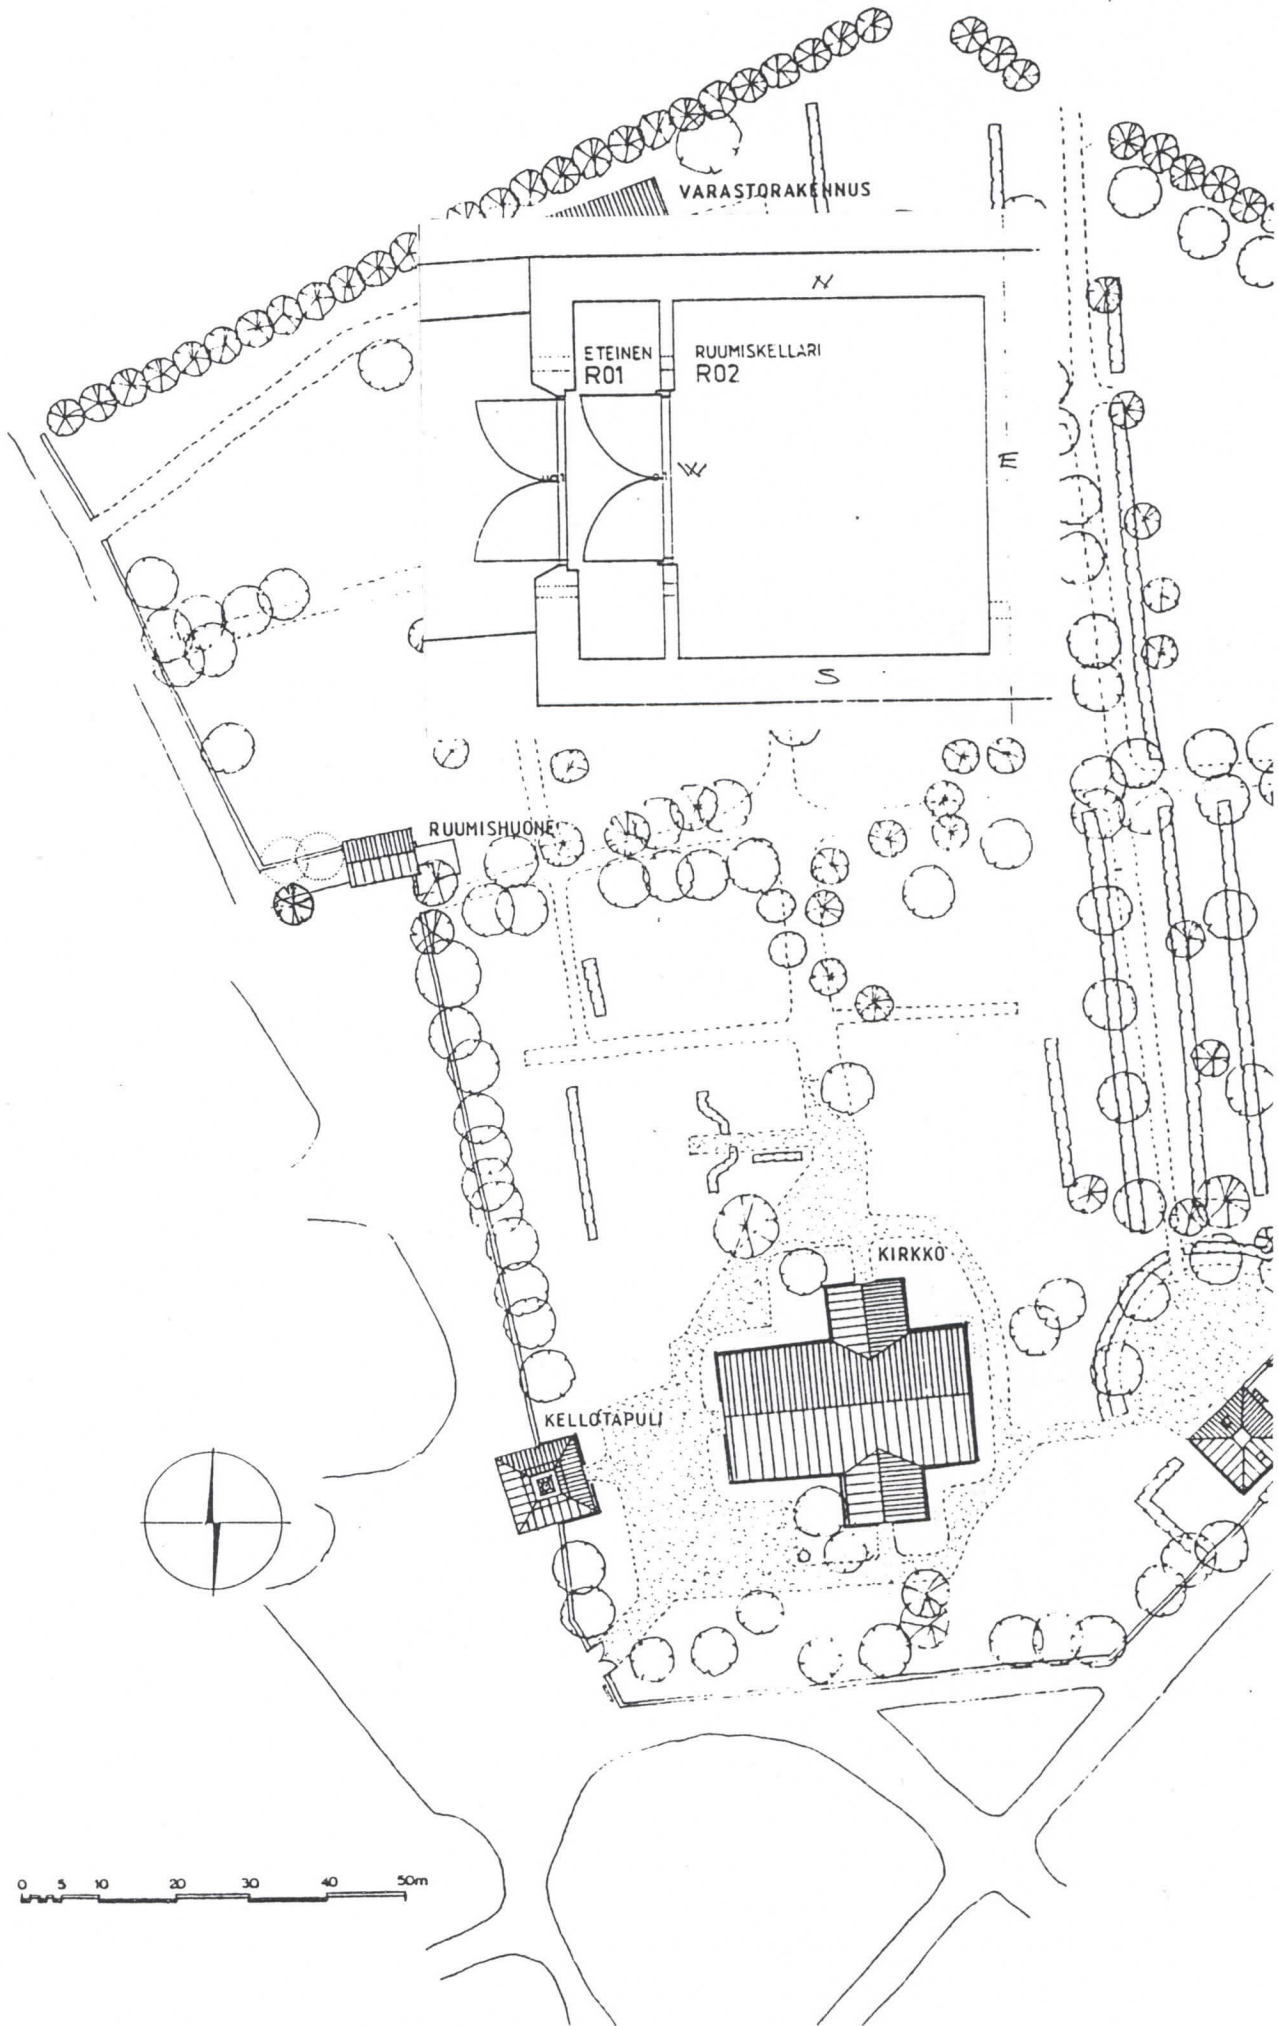 VARASTORAKENNUS
N
ETEINEN
R01
RUUMISKELLARI
R02
W
E
S
RUUMISHUONE
KIRKKO
KELLOTAPULI
0 5 10 20 30 40 50m